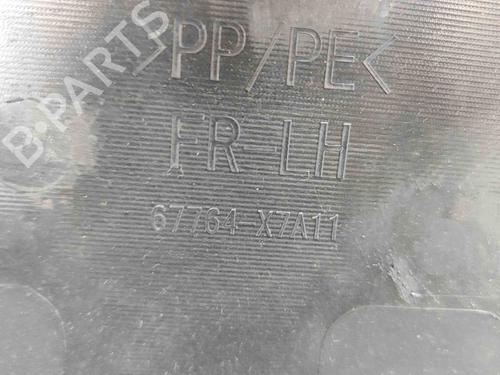 >PP/PE<
FR LH
67764-X7A11
B-PARTS